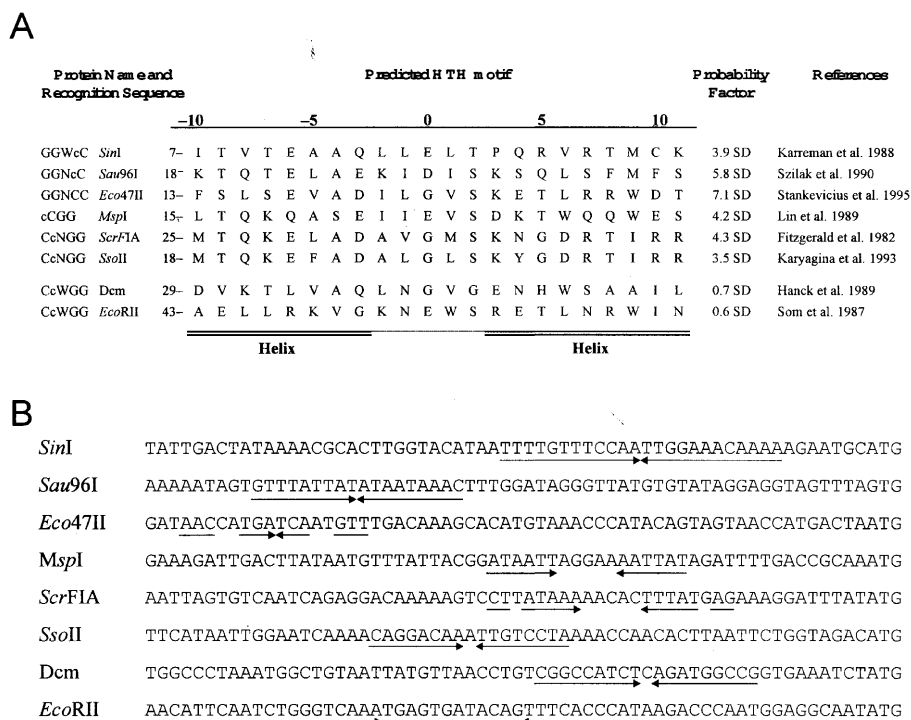 A
Protein Name and Recognition Sequence Predicted HTH motif Probability Factor References
−10 −5 0 5 10
GGWcC SinI 7– I T V T E A A Q L L E L T P Q R V R T M C K 3.9 SD Karreman et al. 1988
GGNcC Sau96I 18– K T Q T E L A E K I D I S K S Q L S F M F S 5.8 SD Szilak et al. 1990
GGNCC Eco47II 13– F S L S E V A D I L G V S K E T L R R W D T 7.1 SD Stankevicius et al. 1995
cCGG MspI 15– L T Q K Q A S E I I E V S D K T W Q Q W E S 4.2 SD Lin et al. 1989
CcNGG ScrFIA 25– M T Q K E L A D A V G M S K N G D R T I R R 4.3 SD Fitzgerald et al. 1982
CcNGG SsoII 18– M T Q K E F A D A L G L S K Y G D R T I R R 3.5 SD Karyagina et al. 1993
CcWGG Dcm 29– D V K T L V A Q L N G V G E N H W S A A I L 0.7 SD Hanck et al. 1989
CcWGG EcoRII 43– A E L L R K V G K N E W S R E T L N R W I N 0.6 SD Som et al. 1987
Helix Helix
B
SinI TATTGACTATAAAACGCACTTGGTACATAATTTTGTTTCCAATTGGAAACAAAAAGAATGCATG
Sau96I AAAAATAGTGTTTATTATATAATAAACTTTGGATAGGGTTATGTGTATAGGAGGTAGTTTAGTG
Eco47II GATAACCATGATCAATGTTTGACAAAGCACATGTAAACCCATACAGTAGTAACCATGACTAATG
MspI GAAAGATTGACTTATAATGTTTATTACGGATAATTAGGAAAATTATAGATTTTGACCGCAAATG
ScrFIA AATTAGTGTCAATCAGAGGACAAAAAGTCCTTATAAAAACACTTTATGAGAAAGGATTTATATG
SsoII TTCATAATTGGAATCAAAACAGGACAAATTGTCCTAAAACCAACACTTAATTCTGGTAGACATG
Dcm TGGCCCTAAATGGCTGTAATTATGTTAACCTGTCGGCCATCTCAGATGGCCGGTGAAATCTATG
EcoRII AACATTCAATCTGGGTCAAATGAGTGATACAGTTTCACCCATAAGACCCAATGGAGGCAATATG